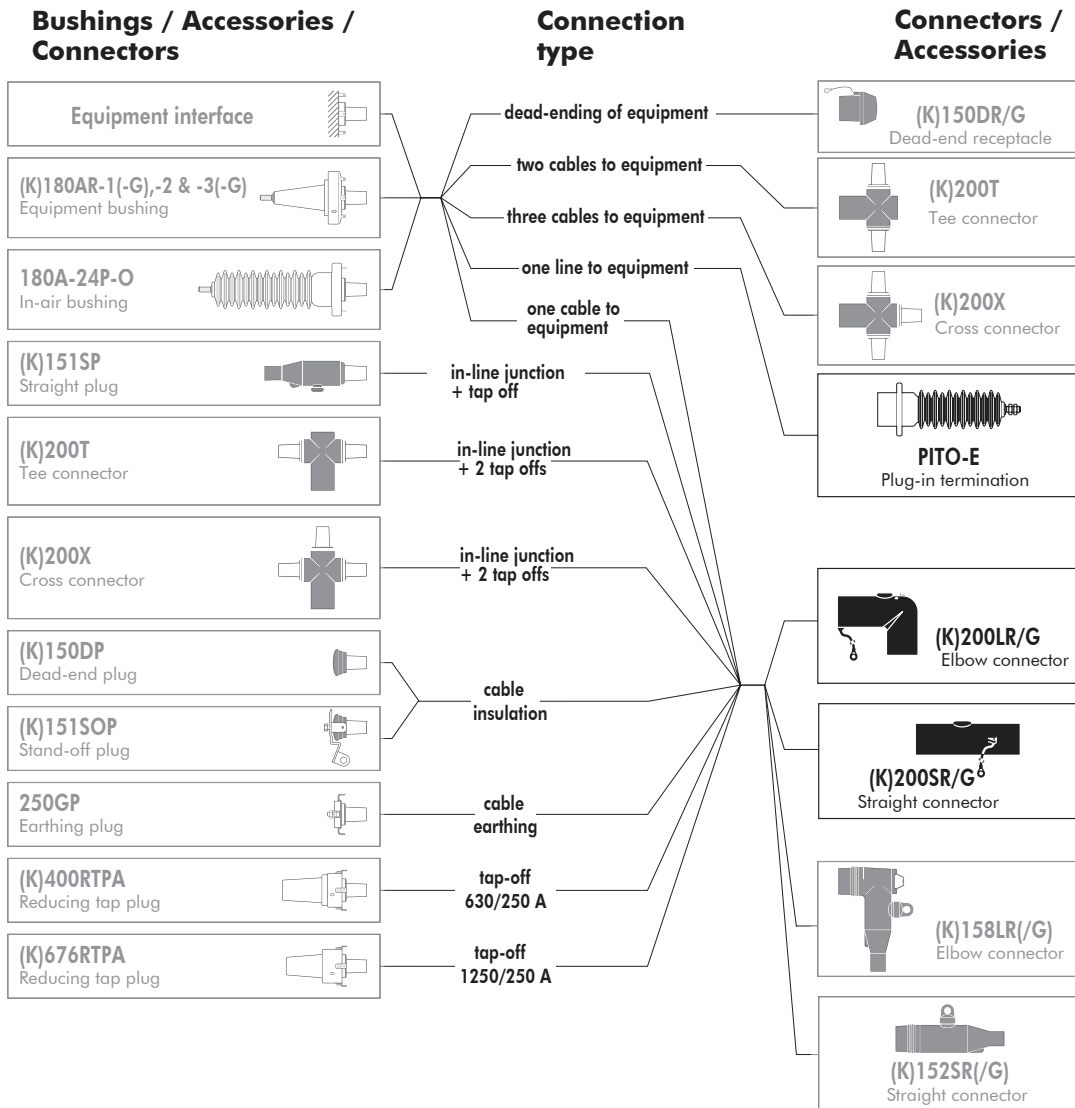 Bushings / Accessories /
Connectors
Connection
type
Connectors /
Accessories
Equipment interface
(K)180AR-1(-G),-2 & -3(-G)
Equipment bushing
180A-24P-O
In-air bushing
(K)151SP
Straight plug
(K)200T
Tee connector
(K)200X
Cross connector
(K)150DP
Dead-end plug
(K)151SOP
Stand-off plug
250GP
Earthing plug
(K)400RTPA
Reducing tap plug
(K)676RTPA
Reducing tap plug
dead-ending of equipment
two cables to equipment
three cables to equipment
one line to equipment
one cable to
equipment
in-line junction
+ tap off
in-line junction
+ 2 tap offs
in-line junction
+ 2 tap offs
cable
insulation
cable
earthing
tap-off
630/250 A
tap-off
1250/250 A
(K)150DR/G
Dead-end receptacle
(K)200T
Tee connector
(K)200X
Cross connector
PITO-E
Plug-in termination
(K)200LR/G
Elbow connector
(K)200SR/G
Straight connector
(K)158LR(/G)
Elbow connector
(K)152SR(/G)
Straight connector